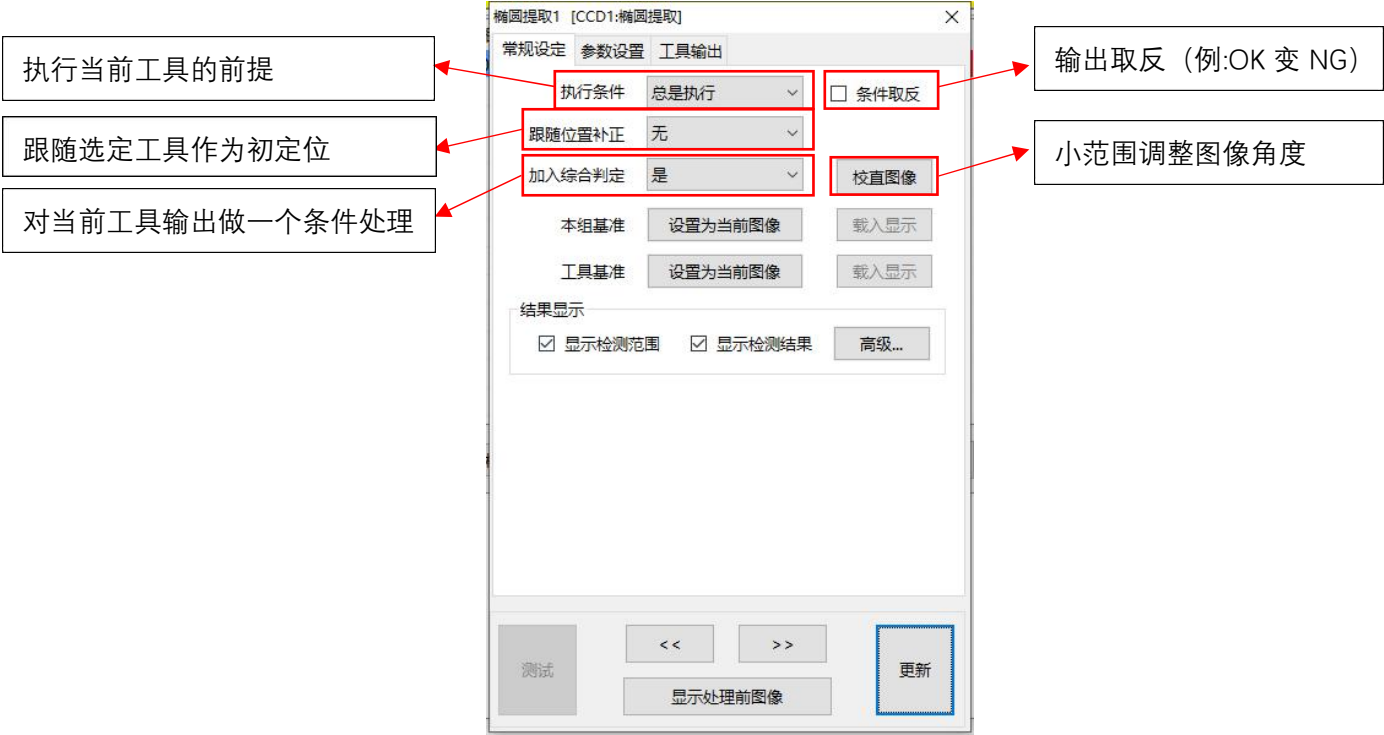 椭圆提取1 [CCD1:椭圆提取]
常规设定 参数设置 工具输出
执行当前工具的前提
执行条件 总是执行 条件取反
输出取反（例:OK 变 NG）
跟随选定工具作为初定位
跟随位置补正 无
小范围调整图像角度
加入综合判定 是 校直图像
对当前工具输出做一个条件处理
本组基准 设置为当前图像 载入显示
工具基准 设置为当前图像 载入显示
结果显示
显示检测范围 显示检测结果 高级...
测试 << >> 更新
显示处理前图像